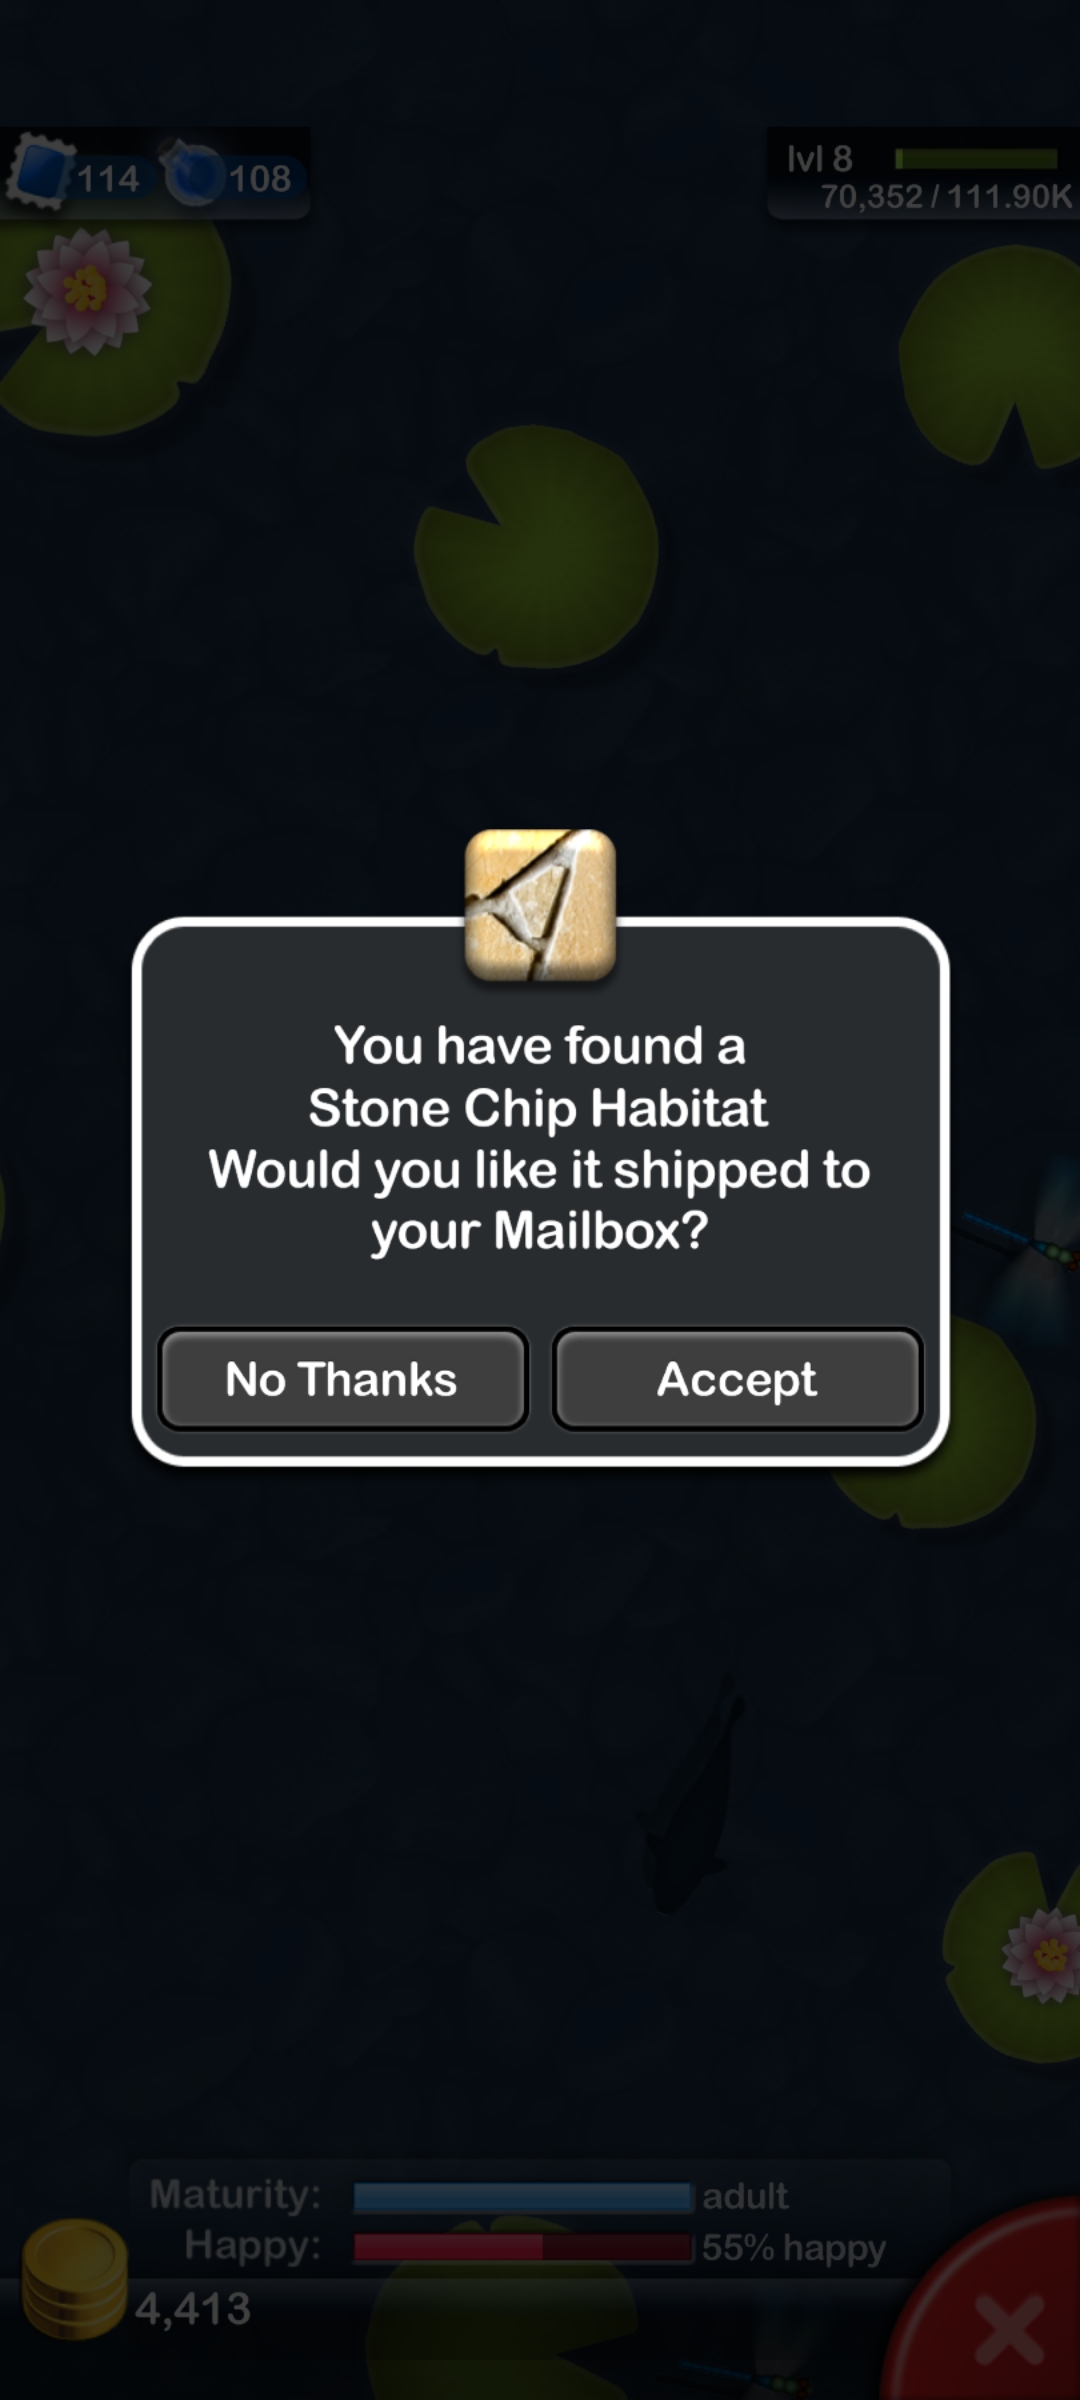 114
108
lvl 8
70,352 / 111.90K
You have found a
Stone Chip Habitat
Would you like it shipped to
your Mailbox?
No Thanks
Accept
Maturity:
adult
Happy:
55% happy
4,413